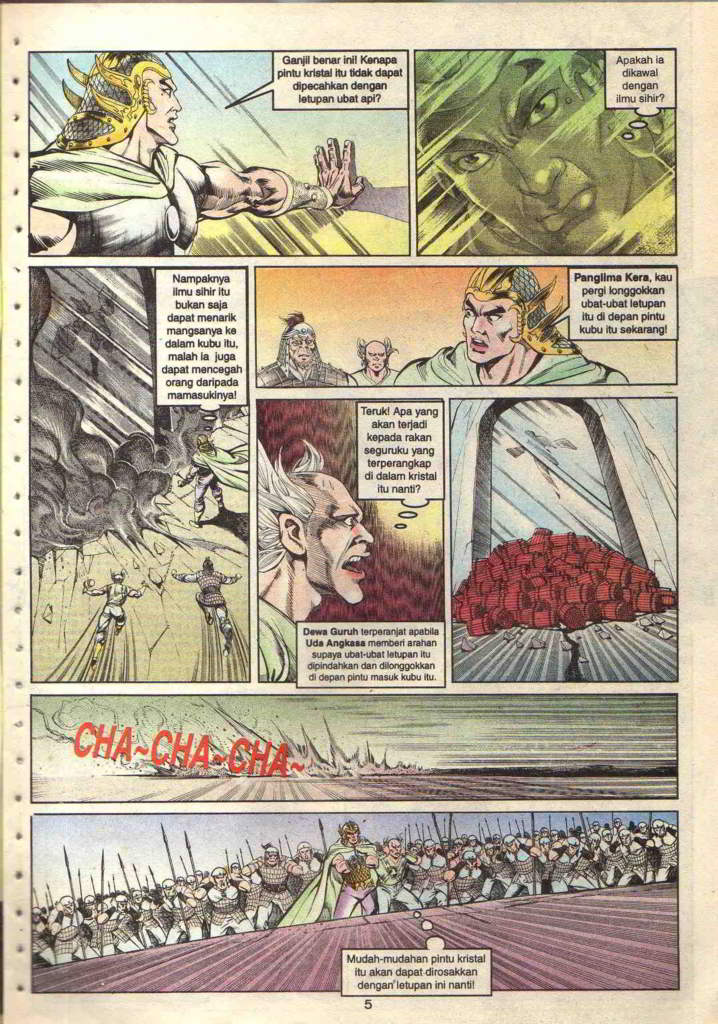 Ganjil benar ini! Kenapa
pintu kristal itu tidak dapat
dipecahkan dengan
letupan ubat api?
Apakah ia
dikawal
dengan
ilmu sihir?
Nampaknya
ilmu sihir itu
bukan saja
dapat menarik
mangsanya ke
dalam kubu itu,
malah ia juga
dapat mencegah
orang daripada
mamasukinya!
Panglima Kera, kau
pergi longgokkan
ubat-ubat letupan
itu di depan pintu
kubu itu sekarang!
Teruk! Apa yang
akan terjadi
kepada rakan
seguruku yang
terperangkap
di dalam kristal
itu nanti?
Dewa Guruh terperanjat apabila
Uda Angkasa memberi arahan
supaya ubat-ubat letupan itu
dipindahkan dan dilonggokkan
di depan pintu masuk kubu itu.
CHA~CHA~CHA~
Mudah-mudahan pintu kristal
itu akan dapat dirosakkan
dengan letupan ini nanti!
5